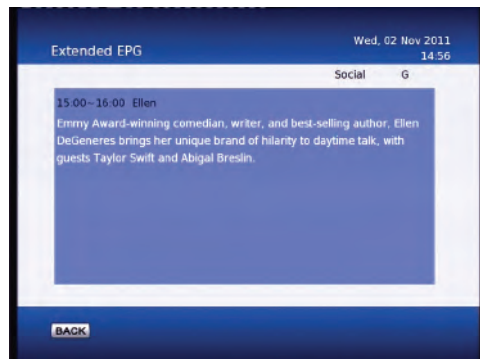 Wed, 02 Nov 2011
Extended EPG
14:56
Social G
15:00~16:00 Ellen
Emmy Award-winning comedian, writer, and best-selling author, Ellen
DeGeneres brings her unique brand of hilarity to daytime talk, with
guests Taylor Swift and Abigal Breslin.
BACK